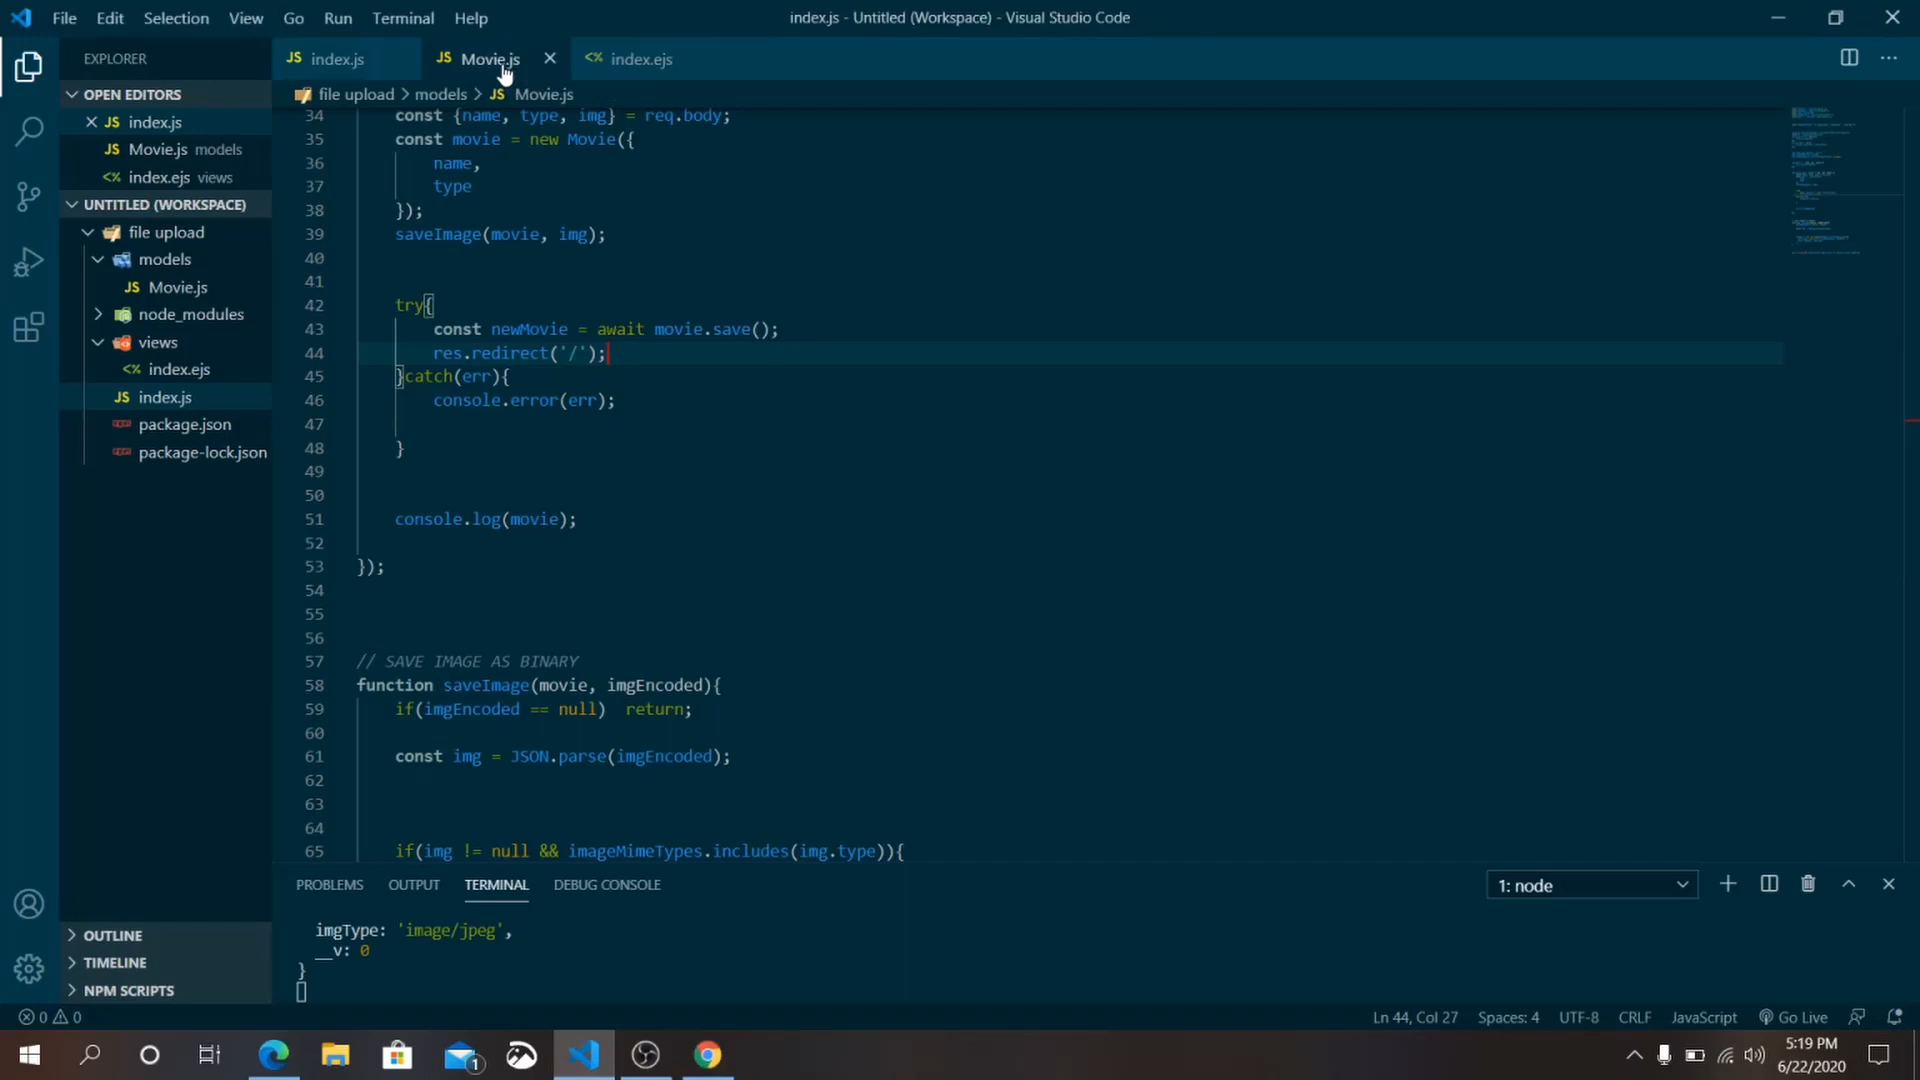 File Edit Selection View Go Run Terminal Help
index.js - Untitled (Workspace) - Visual Studio Code
EXPLORER
OPEN EDITORS
JS index.js
JS Movie.js models
<% index.ejs views
UNTITLED (WORKSPACE)
file upload
models
JS Movie.js
node_modules
views
<% index.ejs
JS index.js
package.json
package-lock.json
OUTLINE
TIMELINE
NPM SCRIPTS
JS index.js
JS Movie.js
<% index.ejs
file upload > models > JS Movie.js
34 const {name, type, img} = req.body;
35 const movie = new Movie({
36 name,
37 type
38 });
39 saveImage(movie, img);
40
41
42 try{
43 const newMovie = await movie.save();
44 res.redirect('/');
45 }catch(err){
46 console.error(err);
47
48 }
49
50
51 console.log(movie);
52
53 });
54
55
56
57 // SAVE IMAGE AS BINARY
58 function saveImage(movie, imgEncoded){
59 if(imgEncoded == null) return;
60
61 const img = JSON.parse(imgEncoded);
62
63
64
65 if(img != null && imageMimeTypes.includes(img.type)){
PROBLEMS OUTPUT TERMINAL DEBUG CONSOLE
1: node
imgType: 'image/jpeg',
__v: 0
}
0 0
Ln 44, Col 27 Spaces: 4 UTF-8 CRLF JavaScript Go Live
1
5:19 PM
6/22/2020